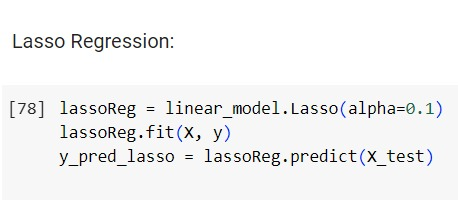 Lasso Regression:
[78] lassoReg = linear_model.Lasso(alpha=0.1)
lassoReg.fit(X, y)
y_pred_lasso = lassoReg.predict(X_test)